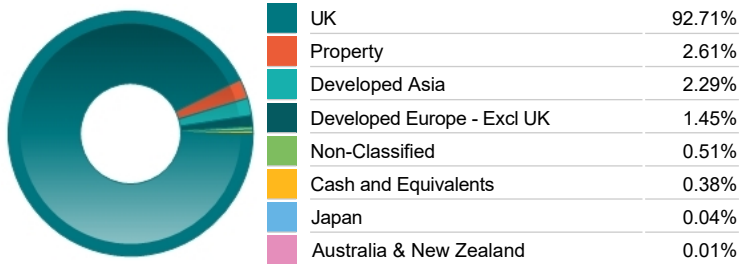 UK 92.71%
Property 2.61%
Developed Asia 2.29%
Developed Europe - Excl UK 1.45%
Non-Classified 0.51%
Cash and Equivalents 0.38%
Japan 0.04%
Australia & New Zealand 0.01%